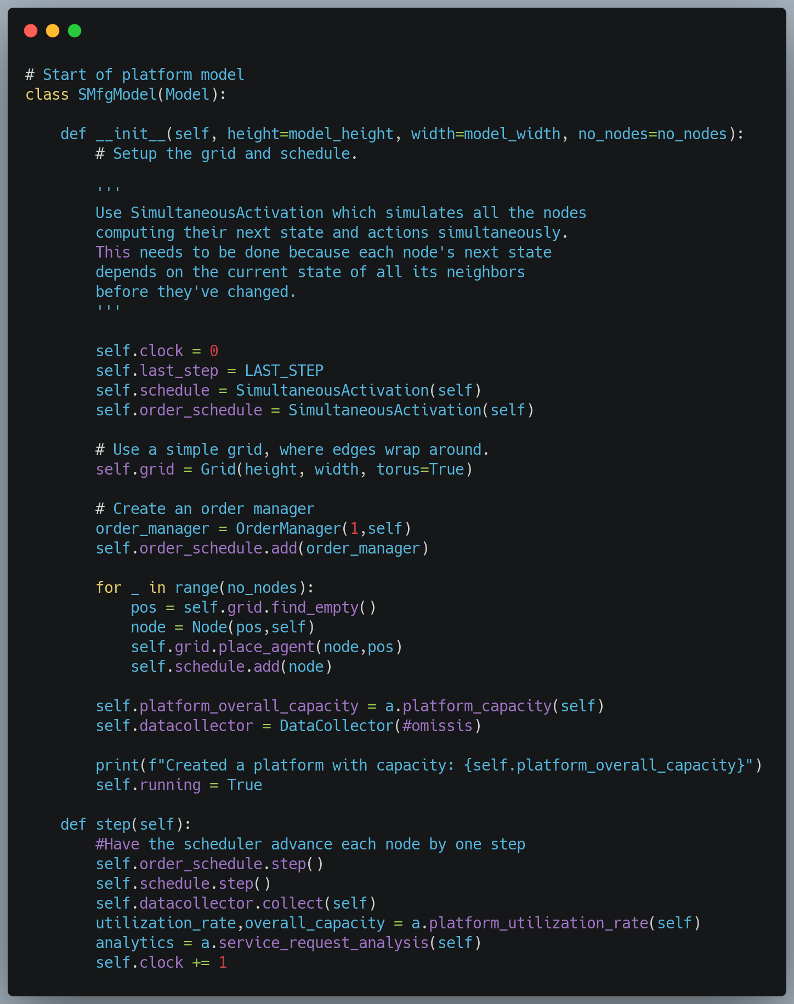 # Start of platform model
class SMfgModel(Model):

    def __init__(self, height=model_height, width=model_width, no_nodes=no_nodes):
        # Setup the grid and schedule.

        '''
        Use SimultaneousActivation which simulates all the nodes
        computing their next state and actions simultaneously.
        This needs to be done because each node's next state
        depends on the current state of all its neighbors
        before they've changed.
        '''

        self.clock = 0
        self.last_step = LAST_STEP
        self.schedule = SimultaneousActivation(self)
        self.order_schedule = SimultaneousActivation(self)

        # Use a simple grid, where edges wrap around.
        self.grid = Grid(height, width, torus=True)

        # Create an order manager
        order_manager = OrderManager(1,self)
        self.order_schedule.add(order_manager)

        for _ in range(no_nodes):
            pos = self.grid.find_empty()
            node = Node(pos,self)
            self.grid.place_agent(node,pos)
            self.schedule.add(node)

        self.platform_overall_capacity = a.platform_capacity(self)
        self.datacollector = DataCollector(#omissis)

        print(f"Created a platform with capacity: {self.platform_overall_capacity}")
        self.running = True

    def step(self):
        #Have the scheduler advance each node by one step
        self.order_schedule.step()
        self.schedule.step()
        self.datacollector.collect(self)
        utilization_rate,overall_capacity = a.platform_utilization_rate(self)
        analytics = a.service_request_analysis(self)
        self.clock += 1